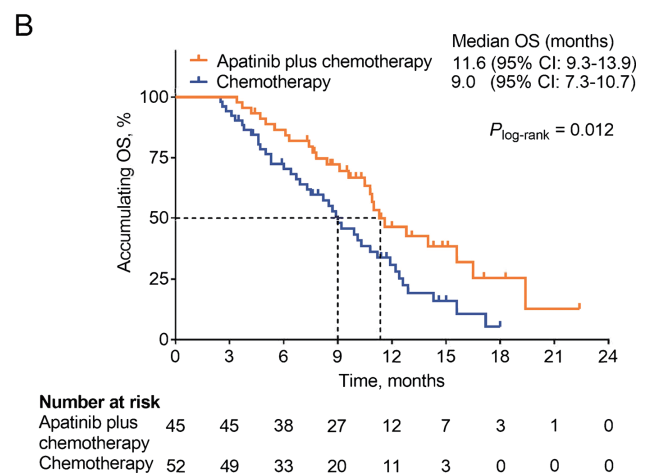 B
Median OS (months)
Apatinib plus chemotherapy 11.6 (95% CI: 9.3-13.9)
Chemotherapy 9.0 (95% CI: 7.3-10.7)
Plog-rank = 0.012
Accumulating OS, %
100
75
50
25
0
0 3 6 9 12 15 18 21 24
Time, months
Number at risk
Apatinib plus
chemotherapy
45 45 38 27 12 7 3 1 0
Chemotherapy 52 49 33 20 11 3 0 0 0